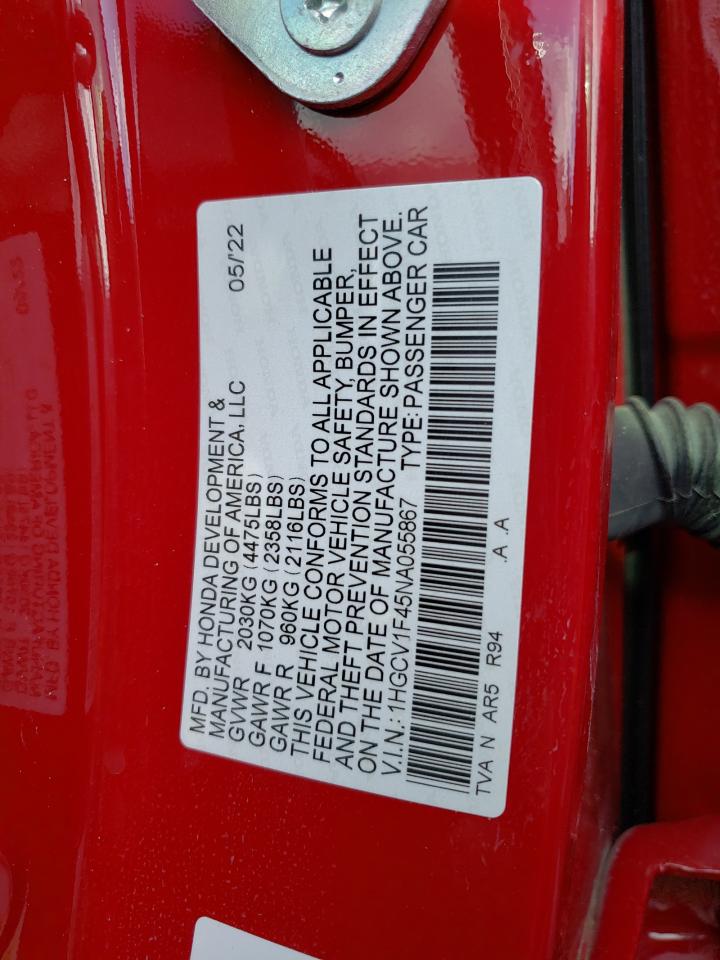 MFD. BY HONDA DEVELOPMENT &
MANUFACTURING OF AMERICA, LLC 05/'22
GVWR 2030KG (4475LBS)
GAWR F 1070KG (2358LBS)
GAWR R 960KG (2116LBS)
THIS VEHICLE CONFORMS TO ALL APPLICABLE
FEDERAL MOTOR VEHICLE SAFETY, BUMPER,
AND THEFT PREVENTION STANDARDS IN EFFECT
ON THE DATE OF MANUFACTURE SHOWN ABOVE.
V.I.N.: 1HGCV1F45NA055867 TYPE: PASSENGER CAR
TVA N AR5 R94 .A .A